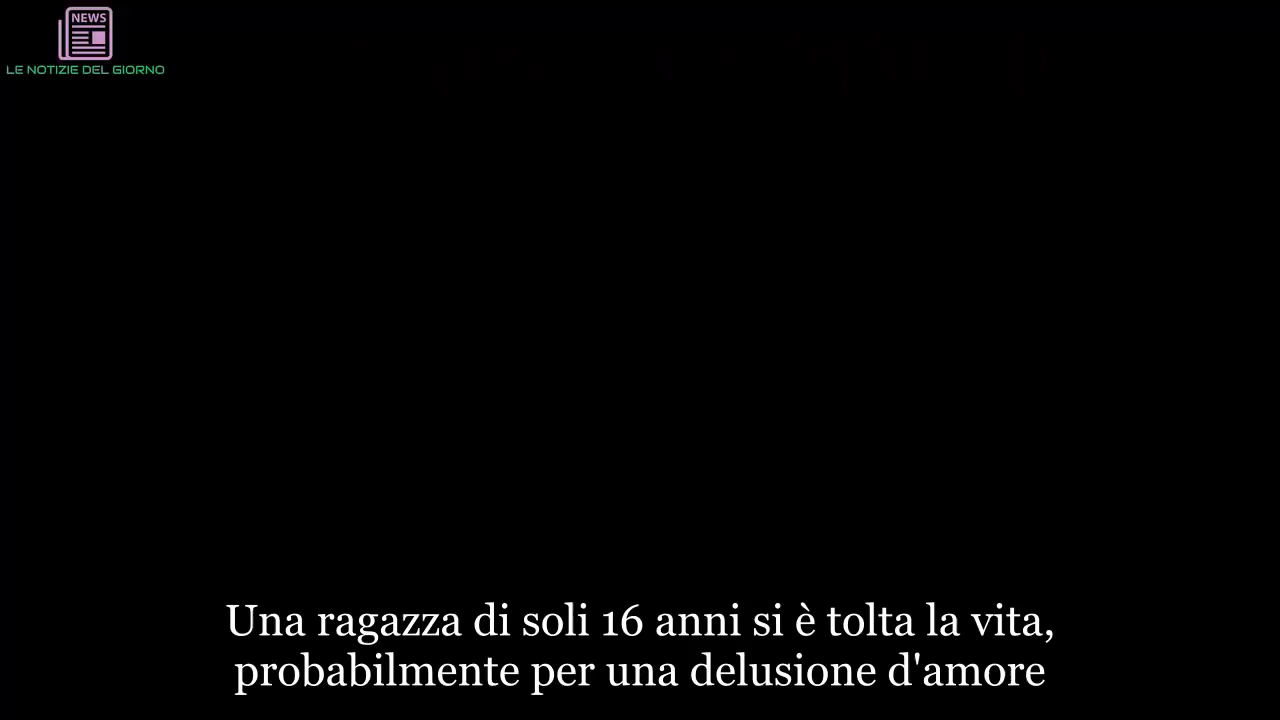 NEWS
LE NOTIZIE DEL GIORNO
Una ragazza di soli 16 anni si è tolta la vita,
probabilmente per una delusione d'amore